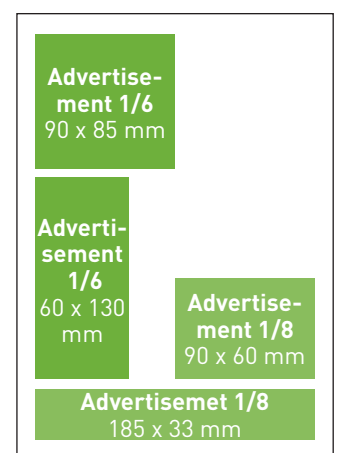 Advertise-
ment 1/6
90 x 85 mm
Adverti-
sement
1/6
60 x 130
mm
Advertise-
ment 1/8
90 x 60 mm
Advertisemet 1/8
185 x 33 mm